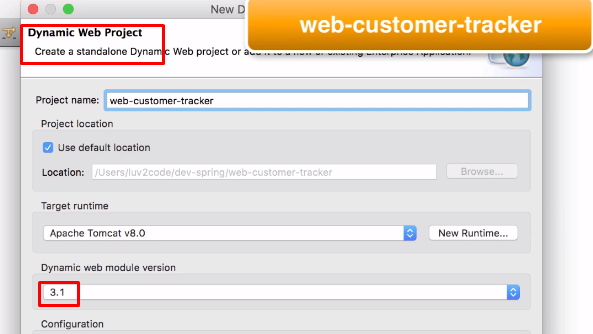 New D
web-customer-tracker
Dynamic Web Project
Create a standalone Dynamic Web project or add it to a new or existing Enterprise Application.
Project name: web-customer-tracker
Project location
Use default location
Location: /Users/luv2code/dev-spring/web-customer-tracker Browse...
Target runtime
Apache Tomcat v8.0 New Runtime...
Dynamic web module version
3.1
Configuration